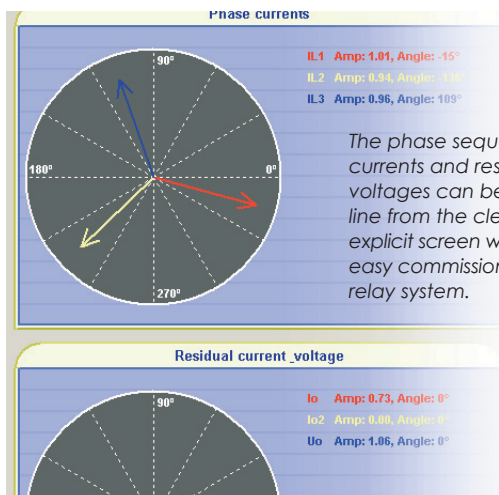 Phase currents
90°
180°
0°
270°
IL1 Amp: 1.01, Angle: -15°
IL2 Amp: 0.94, Angle:
IL3 Amp: 0.96, Angle: 109°
The phase sequ
currents and res
voltages can be
line from the cle
explicit screen w
easy commission
relay system.
Residual current_voltage
90°
Io Amp: 0.73, Angle: 0°
Io2 Amp: 0.00, Angle: 0°
Uo Amp: 1.06, Angle: 0°